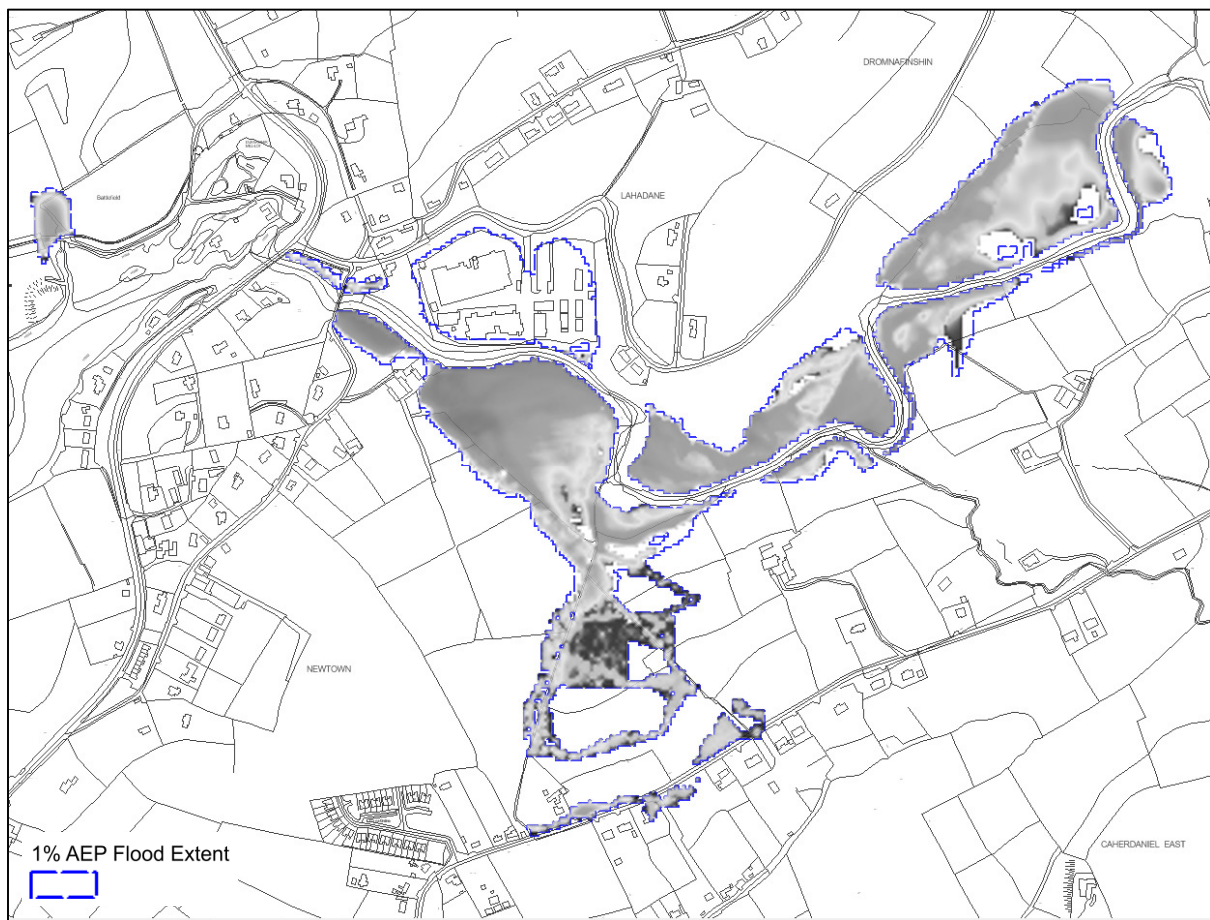 DROMNAFINSHIN
LAHADANE
NEWTOWN
CAHERDANIEL EAST
1% AEP Flood Extent